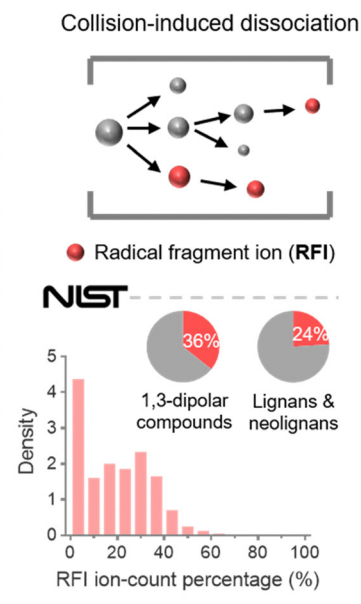 Collision-induced dissociation
Radical fragment ion (RFI)
NIST
36%
24%
1,3-dipolar
compounds
Lignans &
neolignans
5
4
3
2
1
0
Density
0 20 40 60 80 100
RFI ion-count percentage (%)